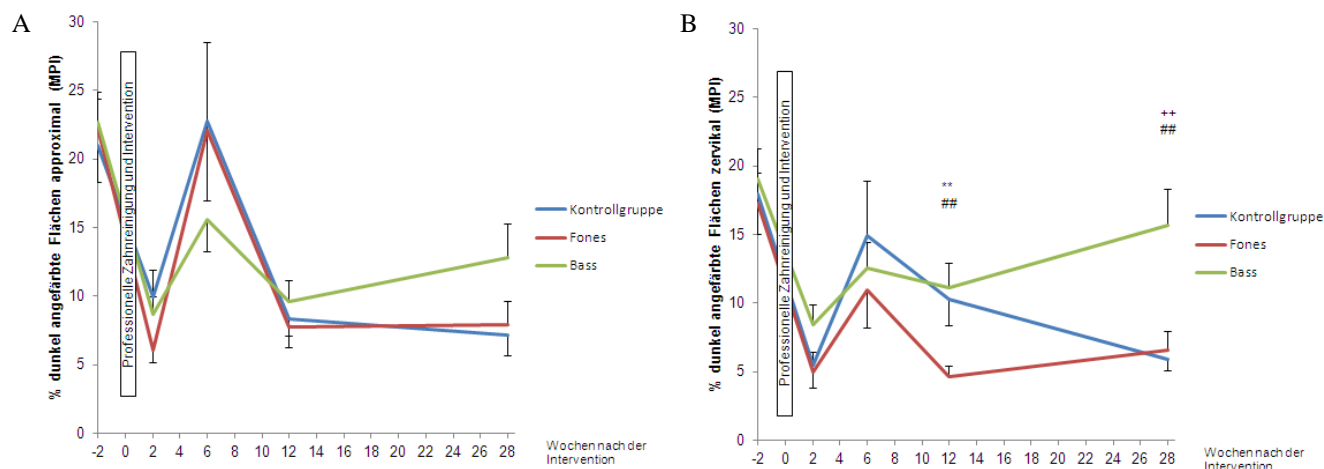 A
% dunkel angefärbte Flächen approximal (MPI)
30
25
20
15
10
5
0
Professionelle Zahnreinigung und Intervention
Kontrollgruppe
Fones
Bass
-2 0 2 4 6 8 10 12 14 16 18 20 22 24 26 28
Wochen nach der
Intervention
B
% dunkel angefärbte Flächen zervikal (MPI)
30
25
20
15
10
5
0
Professionelle Zahnreinigung und Intervention
**
##
++
##
Kontrollgruppe
Fones
Bass
-2 0 2 4 6 8 10 12 14 16 18 20 22 24 26 28
Wochen nach der
Intervention